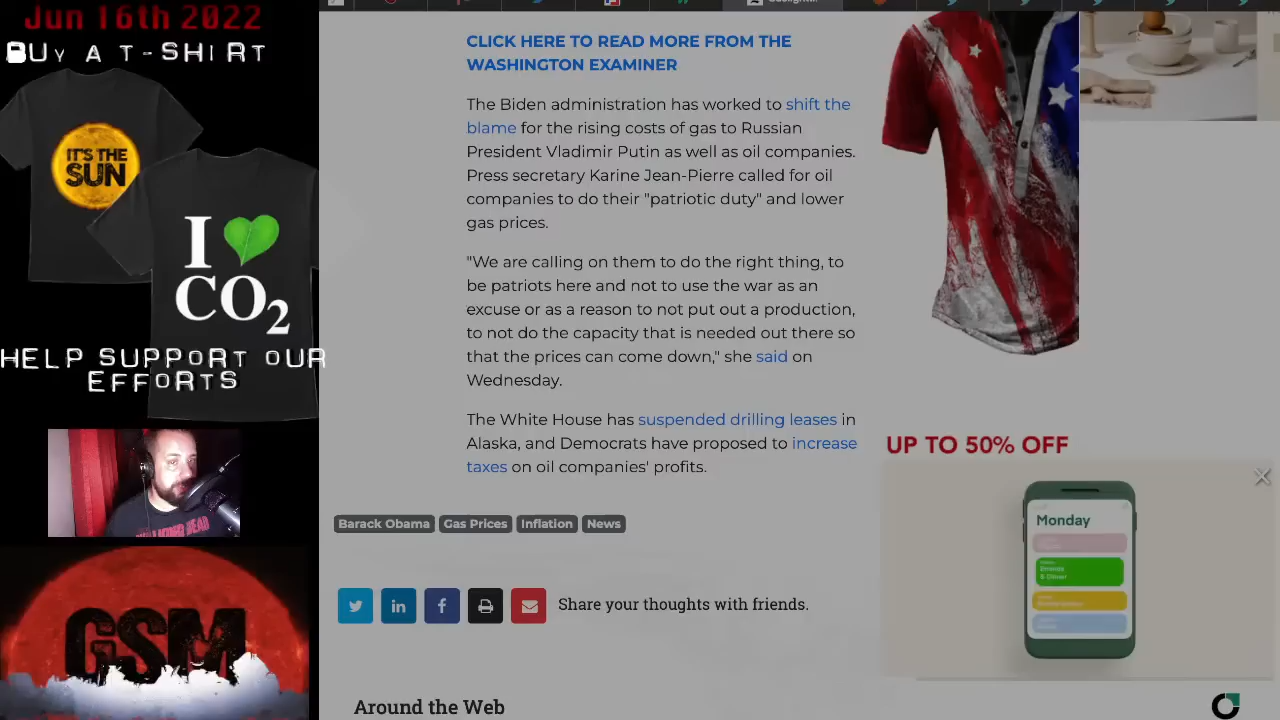 Jun 16th 2022
BUY A T-SHIRT
IT'S THE
SUN
I
CO2
HELP SUPPORT OUR
EFFORTS
GSM
CLICK HERE TO READ MORE FROM THE
WASHINGTON EXAMINER
The Biden administration has worked to shift the
blame for the rising costs of gas to Russian
President Vladimir Putin as well as oil companies.
Press secretary Karine Jean-Pierre called for oil
companies to do their "patriotic duty" and lower
gas prices.
"We are calling on them to do the right thing, to
be patriots here and not to use the war as an
excuse or as a reason to not put out a production,
to not do the capacity that is needed out there so
that the prices can come down," she said on
Wednesday.
The White House has suspended drilling leases in
Alaska, and Democrats have proposed to increase
taxes on oil companies' profits.
Barack Obama Gas Prices Inflation News
Share your thoughts with friends.
Around the Web
UP TO 50% OFF
Monday